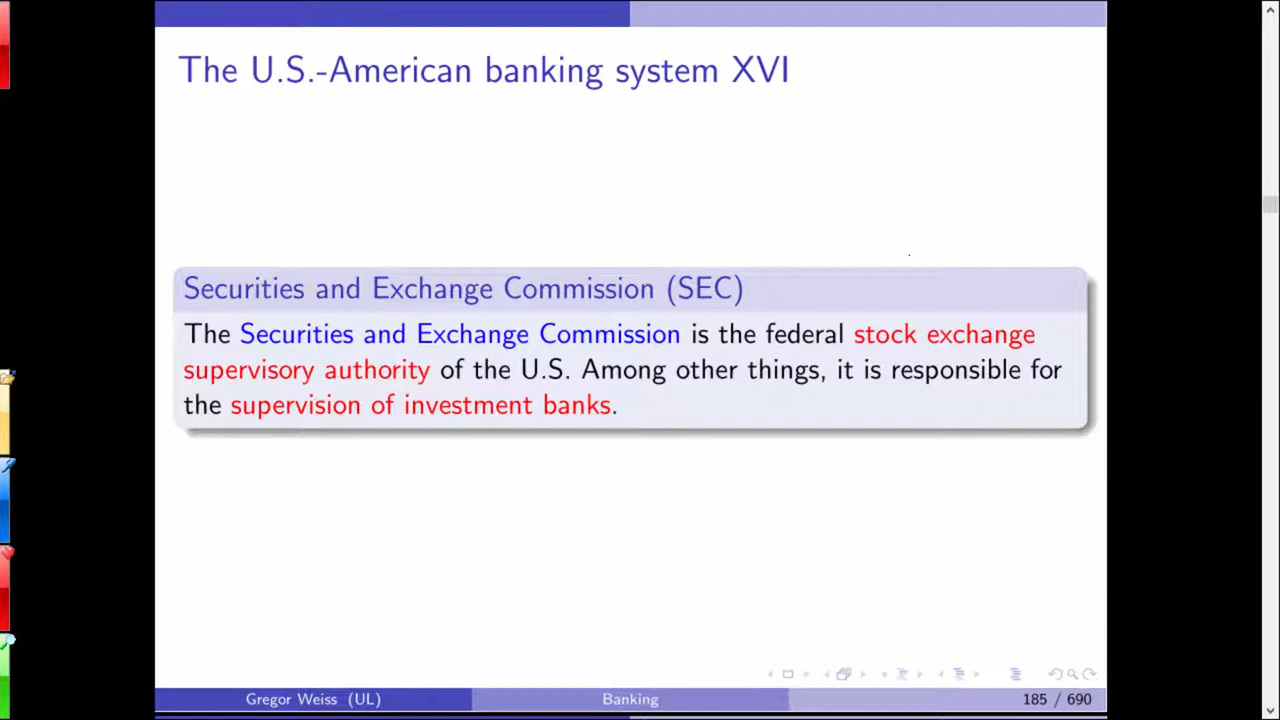 The U.S.-American banking system XVI
Securities and Exchange Commission (SEC)
The Securities and Exchange Commission is the federal stock exchange
supervisory authority of the U.S. Among other things, it is responsible for
the supervision of investment banks.
Gregor Weiss (UL) Banking 185 / 690